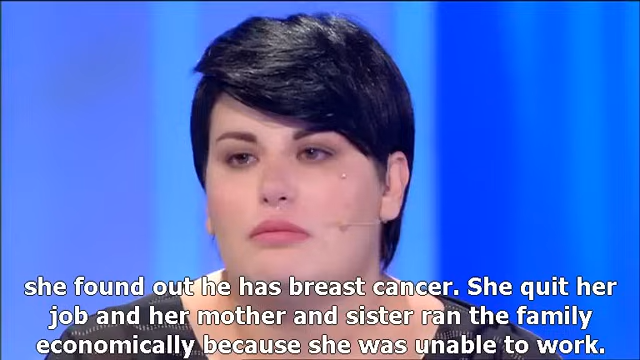 she found out he has breast cancer. She quit her
job and her mother and sister ran the family
economically because she was unable to work.